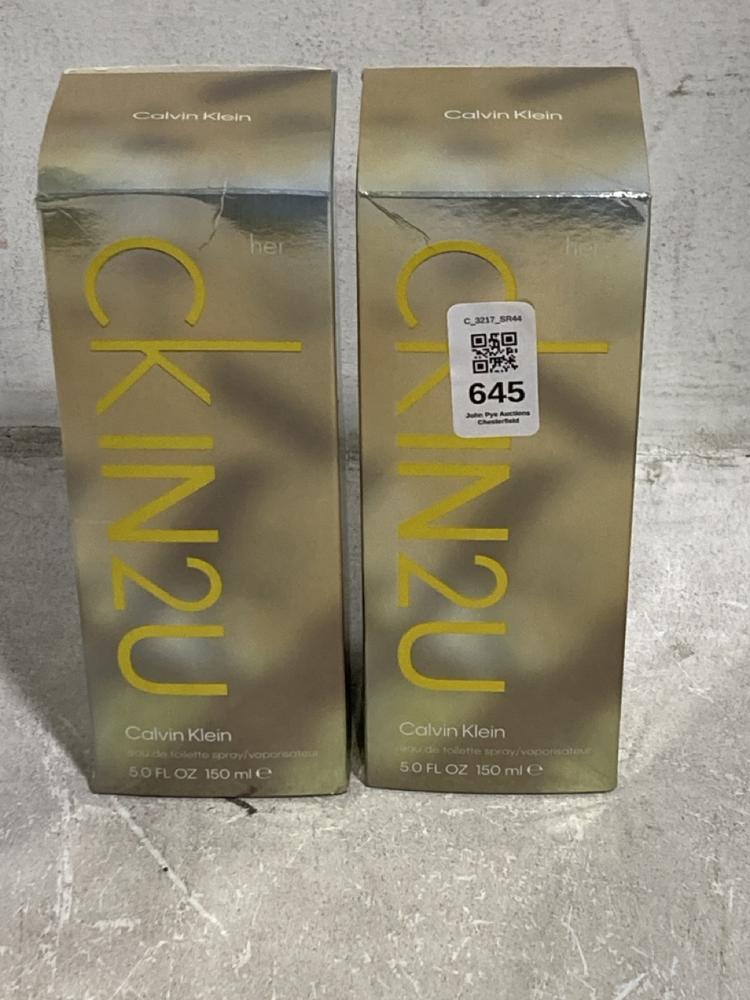 Calvin Klein
her
CKIN2U
Calvin Klein
eau de toilette spray/vaporisateur
5.0 FL OZ 150 ml ℮
Calvin Klein
her
CKIN2U
C_3217_SR44
645
John Pye Auctions
Chesterfield
Calvin Klein
eau de toilette spray/vaporisateur
5.0 FL OZ 150 ml ℮